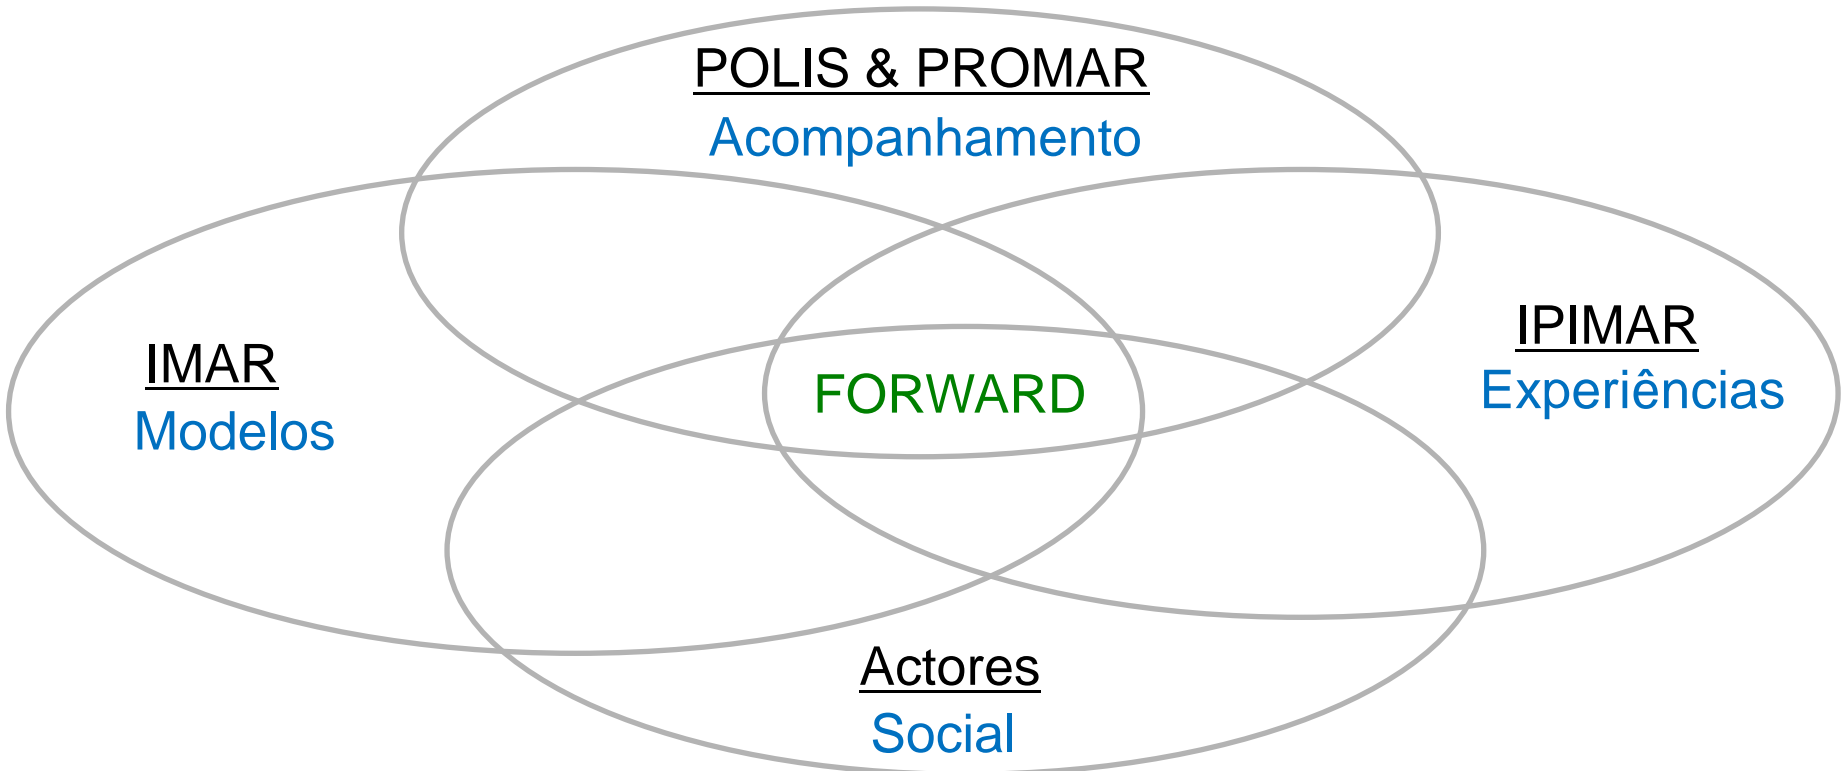 POLIS & PROMAR
Acompanhamento
IMAR
Modelos
FORWARD
IPIMAR
Experiências
Actores
Social